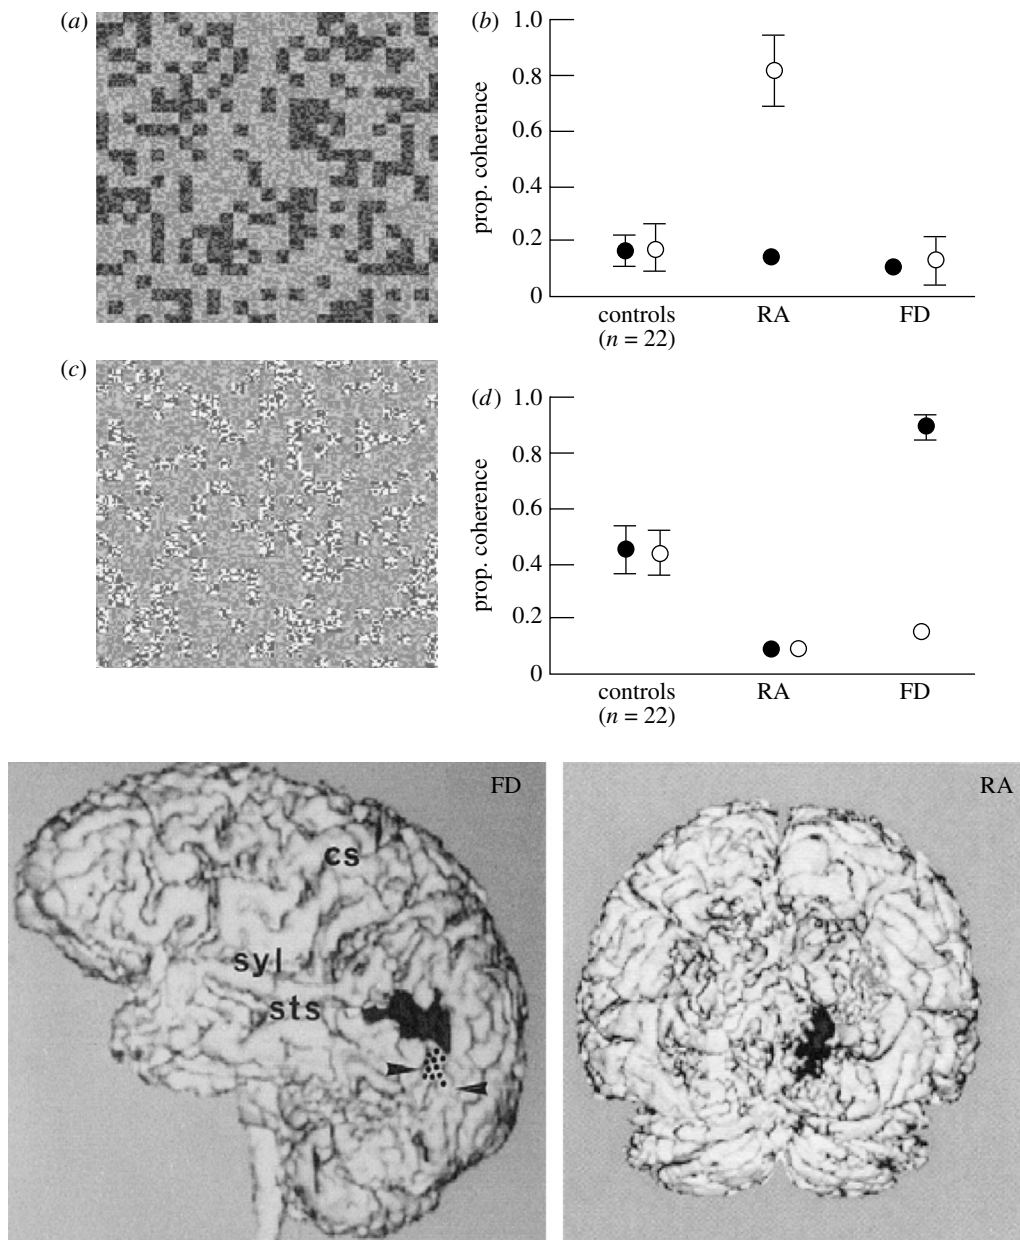 (a)
(b)
prop. coherence
1.0
0.8
0.6
0.4
0.2
0
controls
(n = 22)
RA
FD
(c)
(d)
prop. coherence
1.0
0.8
0.6
0.4
0.2
0
controls
(n = 22)
RA
FD
FD
cs
syl
sts
RA